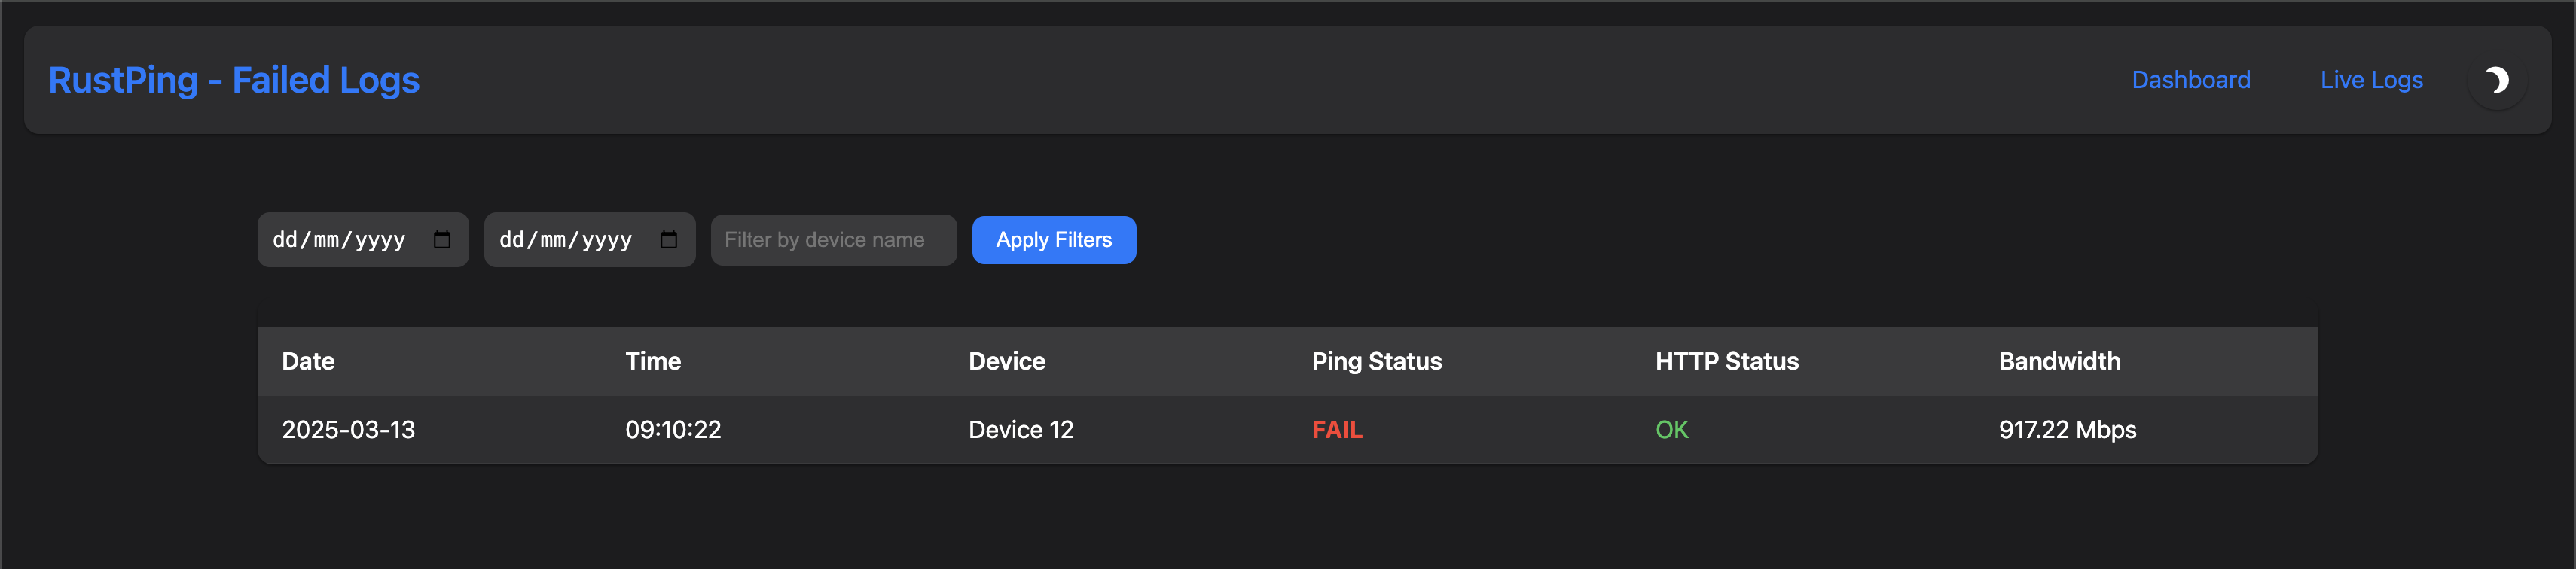 RustPing - Failed Logs
Dashboard Live Logs
dd/mm/yyyy dd/mm/yyyy Filter by device name Apply Filters
Date Time Device Ping Status HTTP Status Bandwidth
2025-03-13 09:10:22 Device 12 FAIL OK 917.22 Mbps